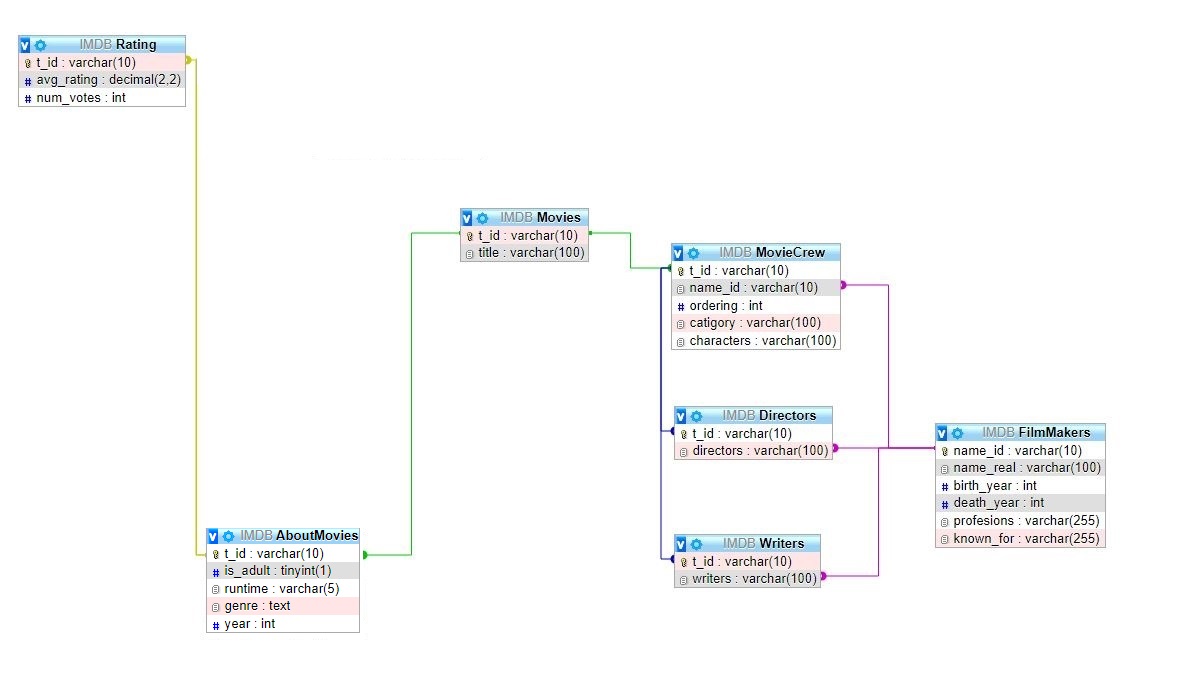 IMDB Rating
t_id : varchar(10)
avg_rating : decimal(2,2)
num_votes : int
IMDB Movies
t_id : varchar(10)
title : varchar(100)
IMDB MovieCrew
t_id : varchar(10)
name_id : varchar(10)
ordering : int
catigory : varchar(100)
characters : varchar(100)
IMDB Directors
t_id : varchar(10)
directors : varchar(100)
IMDB FilmMakers
name_id : varchar(10)
name_real : varchar(100)
birth_year : int
death_year : int
profesions : varchar(255)
known_for : varchar(255)
IMDB Writers
t_id : varchar(10)
writers : varchar(100)
IMDB AboutMovies
t_id : varchar(10)
is_adult : tinyint(1)
runtime : varchar(5)
genre : text
year : int